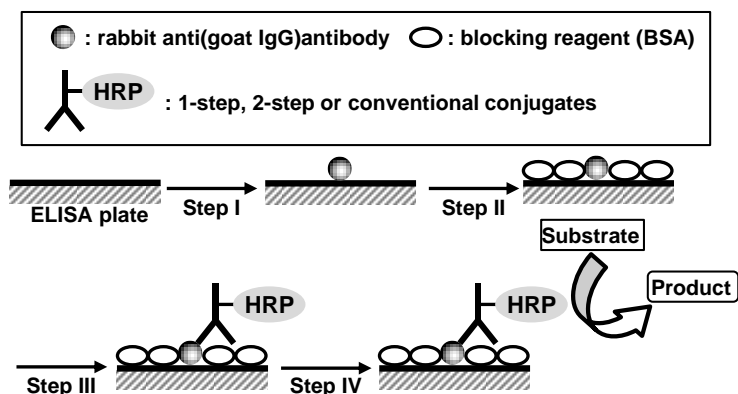 : rabbit anti(goat IgG)antibody : blocking reagent (BSA)
HRP : 1-step, 2-step or conventional conjugates
ELISA plate
Step I
Step II
Substrate
Product
HRP
HRP
Step III
Step IV